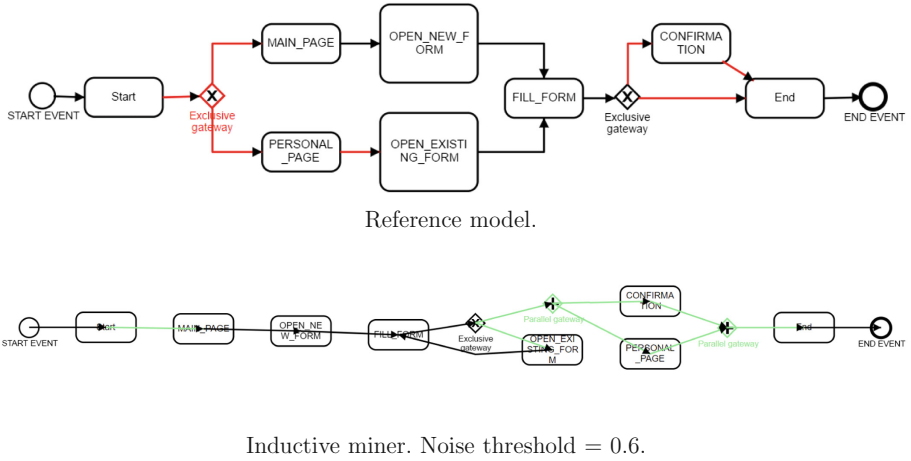 MAIN_PAGE
OPEN_NEW_F
ORM
CONFIRMA
TION
Start
FILL_FORM
End
START EVENT
Exclusive
gateway
Exclusive
gateway
END EVENT
PERSONAL
_PAGE
OPEN_EXISTI
NG_FORM
Reference model.
CONFIRMA
TION
Start
MAIN_PAGE
OPEN_NE
W_FORM
FILL_FORM
Parallel gateway
End
START EVENT
Exclusive
gateway
OPEN_EXI
STING_FOR
M
PERSONAL
_PAGE
Parallel gateway
END EVENT
Inductive miner. Noise threshold = 0.6.